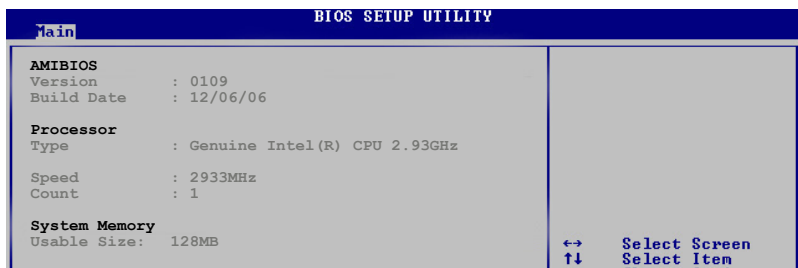 BIOS SETUP UTILITY
Main
AMIBIOS
Version : 0109
Build Date : 12/06/06
Processor
Type : Genuine Intel(R) CPU 2.93GHz
Speed : 2933MHz
Count : 1
System Memory
Usable Size: 128MB
←→ Select Screen
↑↓ Select Item